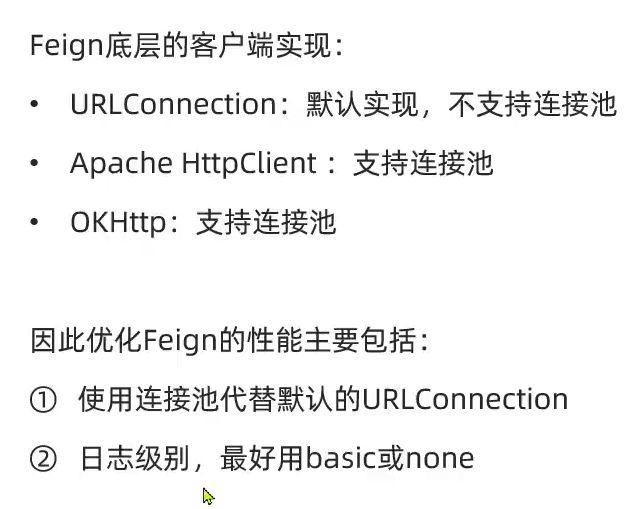 Feign底层的客户端实现：
• URLConnection：默认实现，不支持连接池
• Apache HttpClient ：支持连接池
• OKHttp：支持连接池
因此优化Feign的性能主要包括：
① 使用连接池代替默认的URLConnection
② 日志级别，最好用basic或none